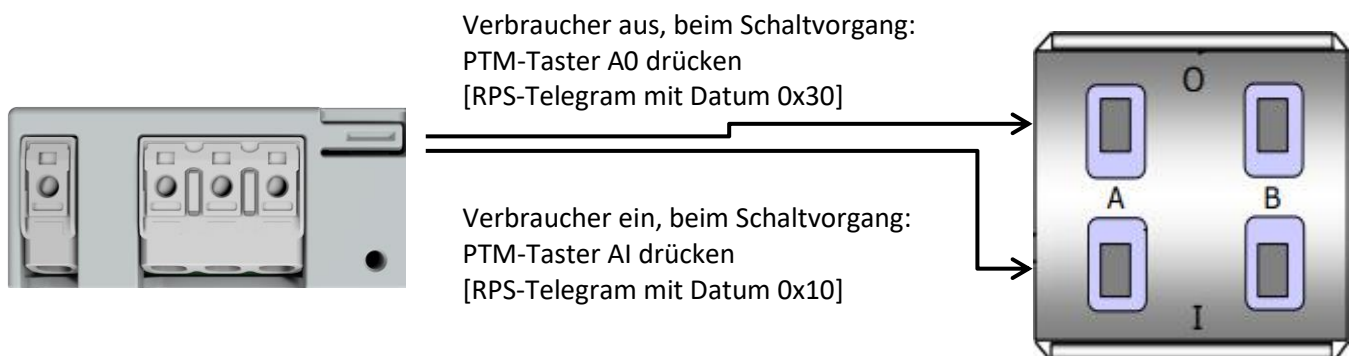 Verbraucher aus, beim Schaltvorgang:
PTM-Taster A0 drücken
[RPS-Telegram mit Datum 0x30]
Verbraucher ein, beim Schaltvorgang:
PTM-Taster AI drücken
[RPS-Telegram mit Datum 0x10]
O
A B
I